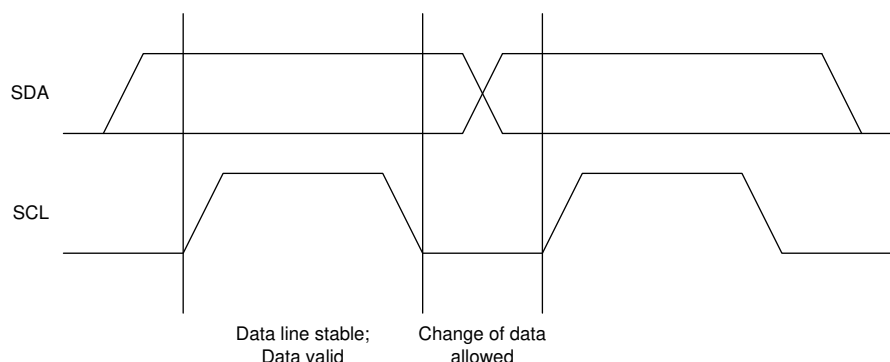 SDA
SCL
Data line stable;
Data valid
Change of data
allowed